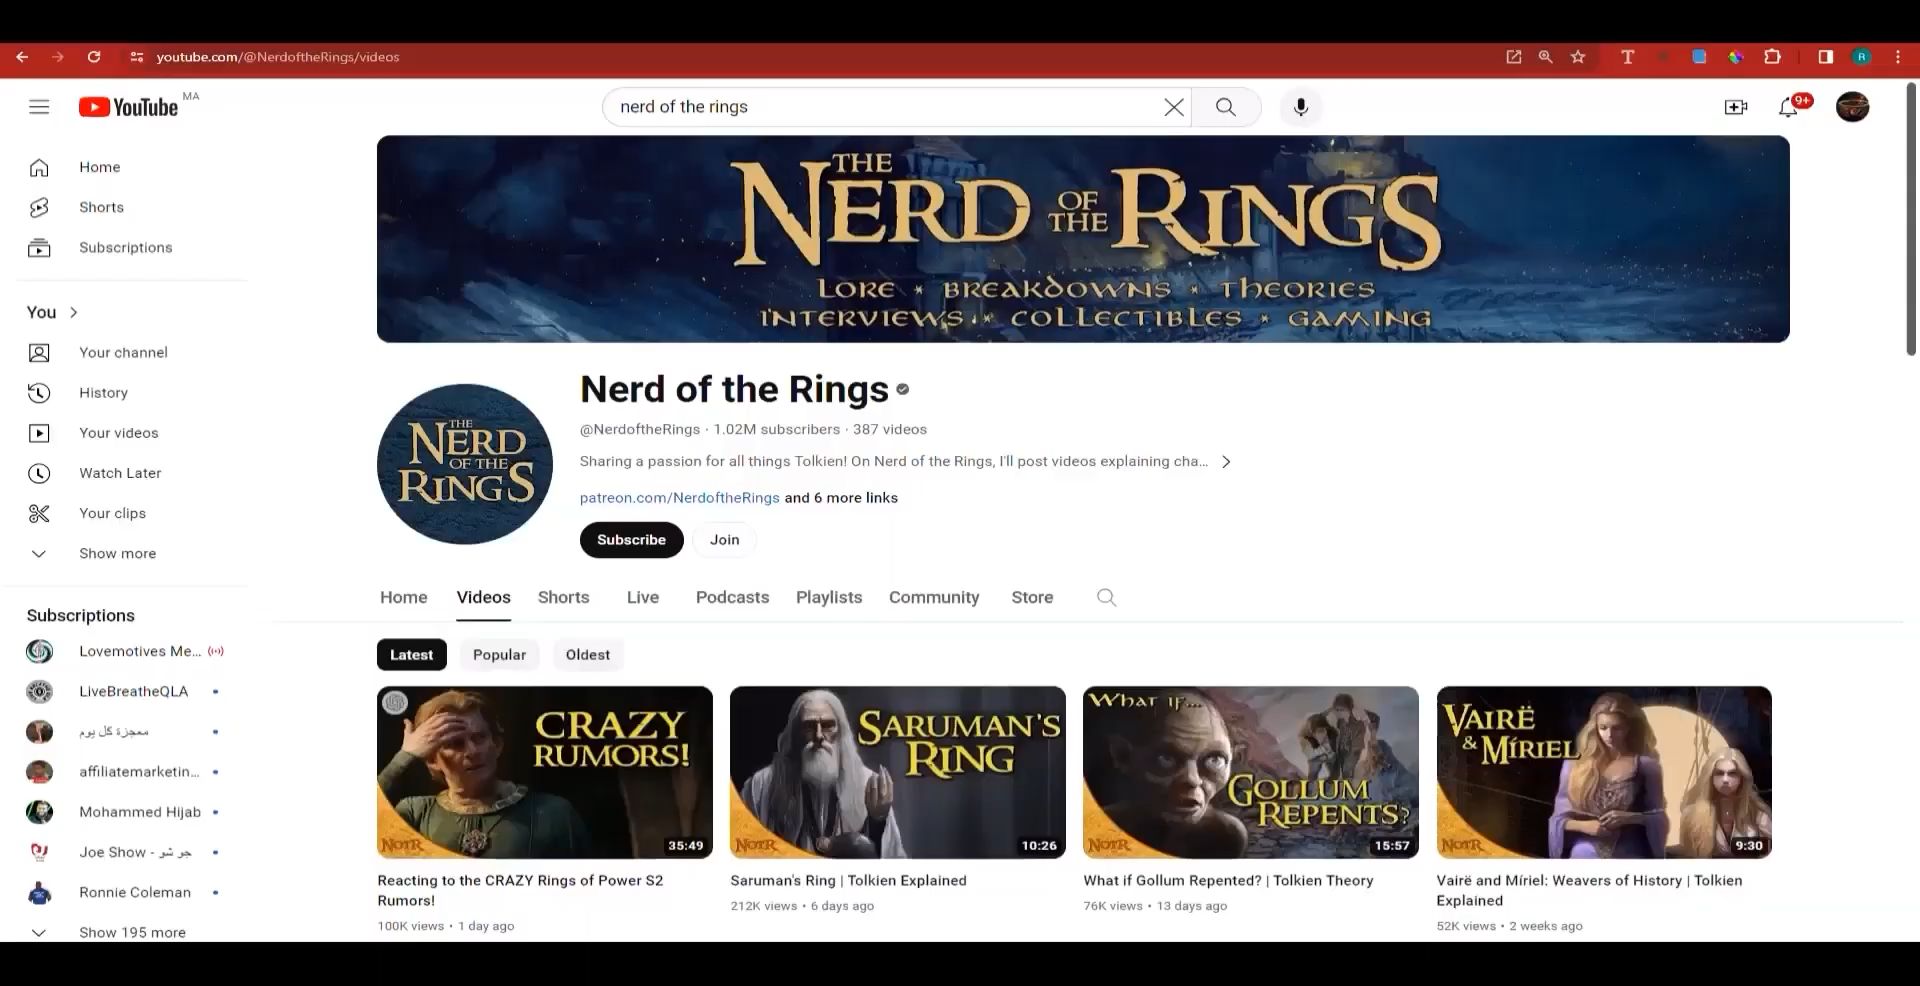 youtube.com/@NerdoftheRings/videos
T
R
YouTube MA
nerd of the rings
9+
Home
Shorts
Subscriptions
You
Your channel
History
Your videos
Watch Later
Your clips
Show more
Subscriptions
Lovemotives Me...
LiveBreatheQLA
معجزة كل يوم
affiliatemarketin...
Mohammed Hijab
Joe Show - جو شو
Ronnie Coleman
Show 195 more
THE NERD OF THE RINGS
LORE * BREAKDOWNS * THEORIES
INTERVIEWS * COLLECTIBLES * GAMING
THE
NERD
OF THE
RINGS
Nerd of the Rings
@NerdoftheRings · 1.02M subscribers · 387 videos
Sharing a passion for all things Tolkien! On Nerd of the Rings, I'll post videos explaining cha...
patreon.com/NerdoftheRings and 6 more links
Subscribe Join
Home Videos Shorts Live Podcasts Playlists Community Store
Latest Popular Oldest
CRAZY
RUMORS!
NOTR
35:49
Reacting to the CRAZY Rings of Power S2
Rumors!
100K views • 1 day ago
SARUMAN'S
RING
NOTR
10:26
Saruman's Ring | Tolkien Explained
212K views • 6 days ago
WHAT IF...
GOLLUM
REPENTS?
NOTR
15:57
What if Gollum Repented? | Tolkien Theory
76K views • 13 days ago
VAIRË
& MÍRIEL
NOTR
9:30
Vairë and Míriel: Weavers of History | Tolkien
Explained
52K views • 2 weeks ago